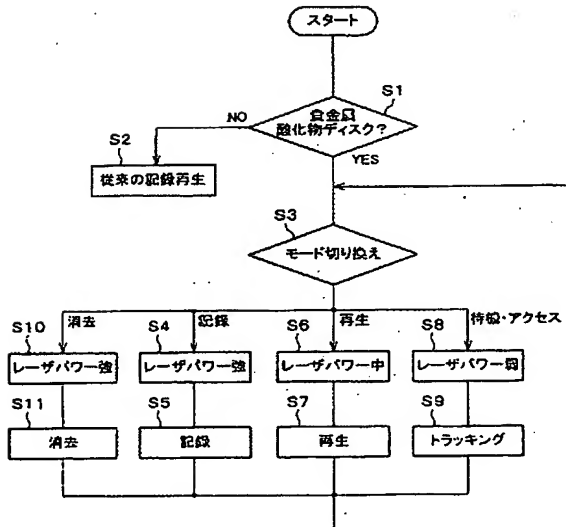 スタート
S1
貴金属
酸化物ディスク?
NO
YES
S2
従来の記録再生
S3
モード切り換え
消去
記録
再生
待機・アクセス
S10
S4
S6
S8
レーザパワー強
レーザパワー強
レーザパワー中
レーザパワー弱
S11
S5
S7
S9
消去
記録
再生
トラッキング